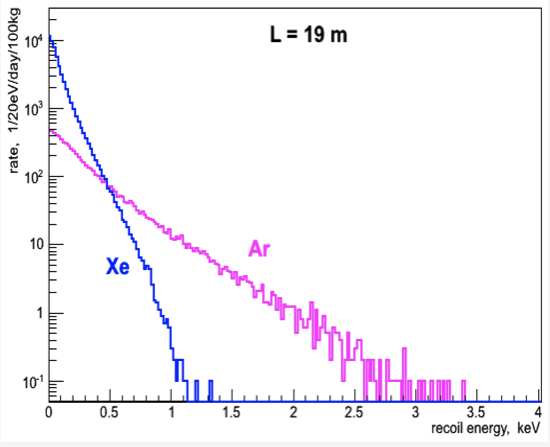 L = 19 m
rate, 1/20eV/day/100kg
10⁴
10³
10²
10
1
10⁻¹
Xe
Ar
0 0.5 1 1.5 2 2.5 3 3.5 4
recoil energy, keV